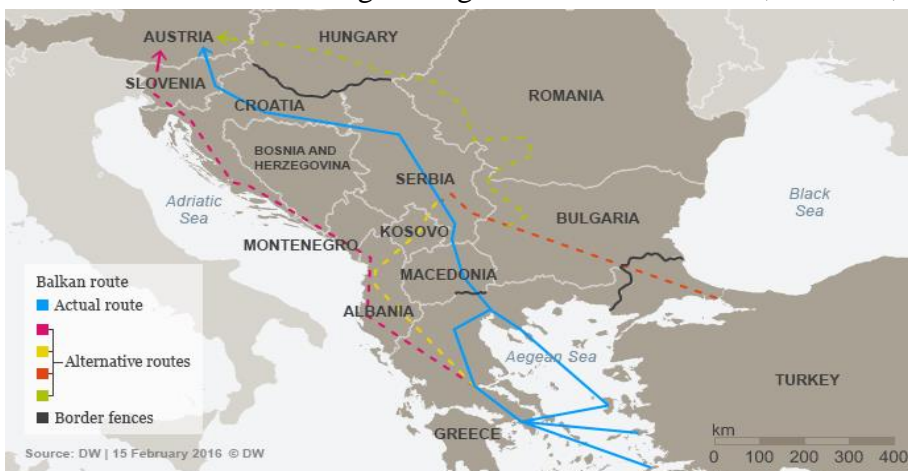 AUSTRIA
HUNGARY
SLOVENIA
ROMANIA
CROATIA
BOSNIA AND
HERZEGOVINA
SERBIA
Adriatic
Sea
Black
Sea
BULGARIA
KOSOVO
MONTENEGRO
MACEDONIA
ALBANIA
Aegean Sea
TURKEY
GREECE
Balkan route
Actual route
Alternative routes
Border fences
km
0 100 200 300 400
Source: DW | 15 February 2016 © DW